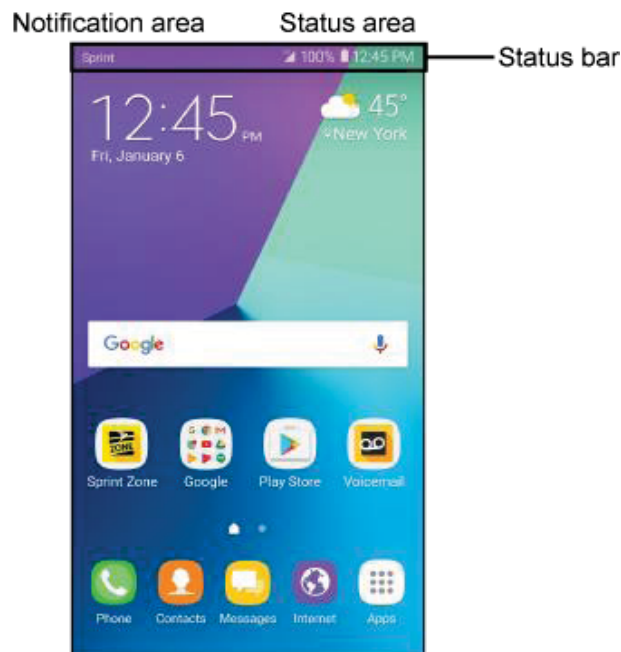 Notification area Status area
Sprint 100% 12:45 PM
Status bar
12:45 PM
45°
New York
Fri, January 6
Google
ZONE
Sprint Zone Google Play Store Voicemail
Phone Contacts Messages Internet Apps